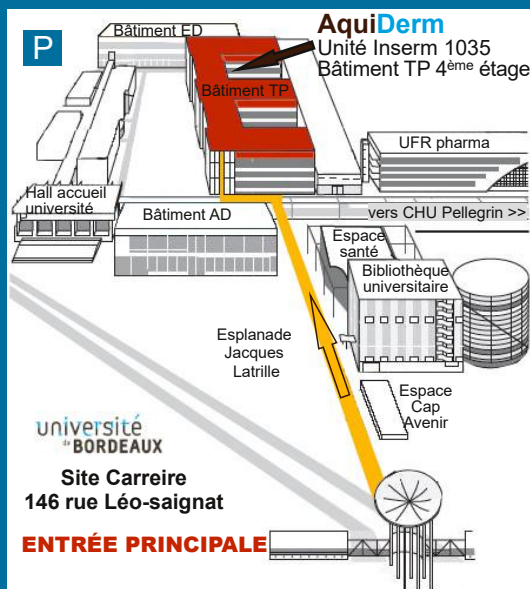 P
Bâtiment ED
AquiDerm
Unité Inserm 1035
Bâtiment TP 4ème étage
Bâtiment TP
UFR pharma
Hall accueil
université
Bâtiment AD
vers CHU Pellegrin >>
Espace
santé
Bibliothèque
universitaire
Esplanade
Jacques
Latrille
Espace
Cap
Avenir
université
de BORDEAUX
Site Carreire
146 rue Léo-saignat
ENTRÉE PRINCIPALE